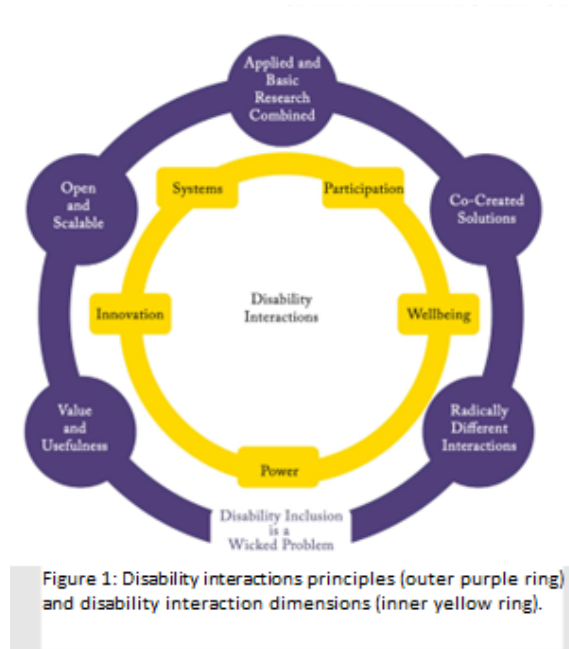 Applied and
Basic
Research
Combined
Open
and
Scalable
Systems
Participation
Co-Created
Solutions
Innovation
Disability
Interactions
Wellbeing
Value
and
Usefulness
Radically
Different
Interactions
Power
Disability Inclusion
is a
Wicked Problem
Figure 1: Disability interactions principles (outer purple ring)
and disability interaction dimensions (inner yellow ring).